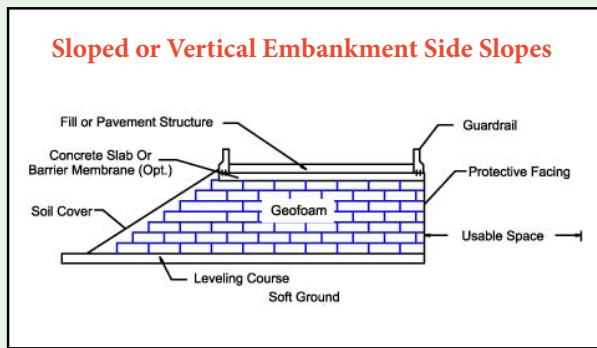 Sloped or Vertical Embankment Side Slopes
Fill or Pavement Structure
Guardrail
Concrete Slab Or
Barrier Membrane (Opt.)
Protective Facing
Soil Cover
Geofoam
Usable Space
Leveling Course
Soft Ground